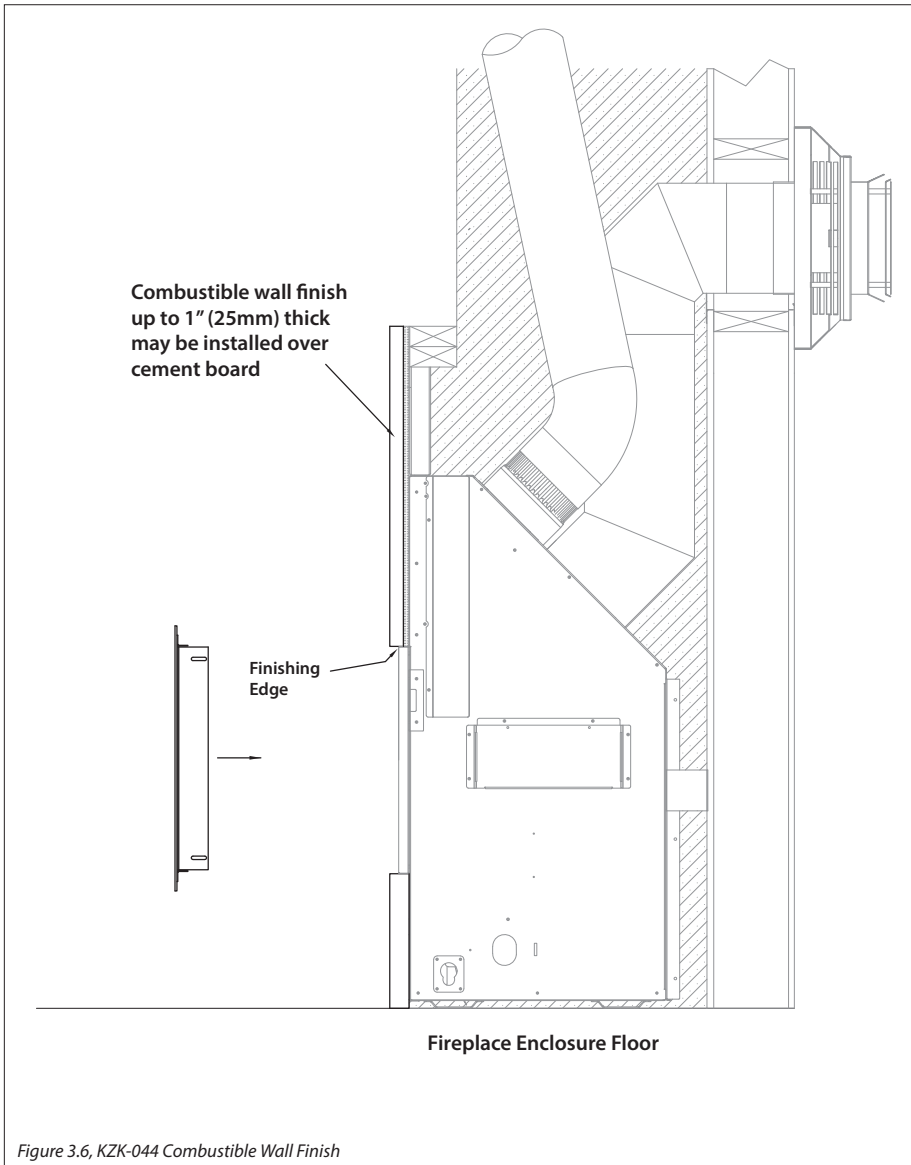 Combustible wall finish
up to 1” (25mm) thick
may be installed over
cement board
Finishing
Edge
Fireplace Enclosure Floor
Figure 3.6, KZK-044 Combustible Wall Finish